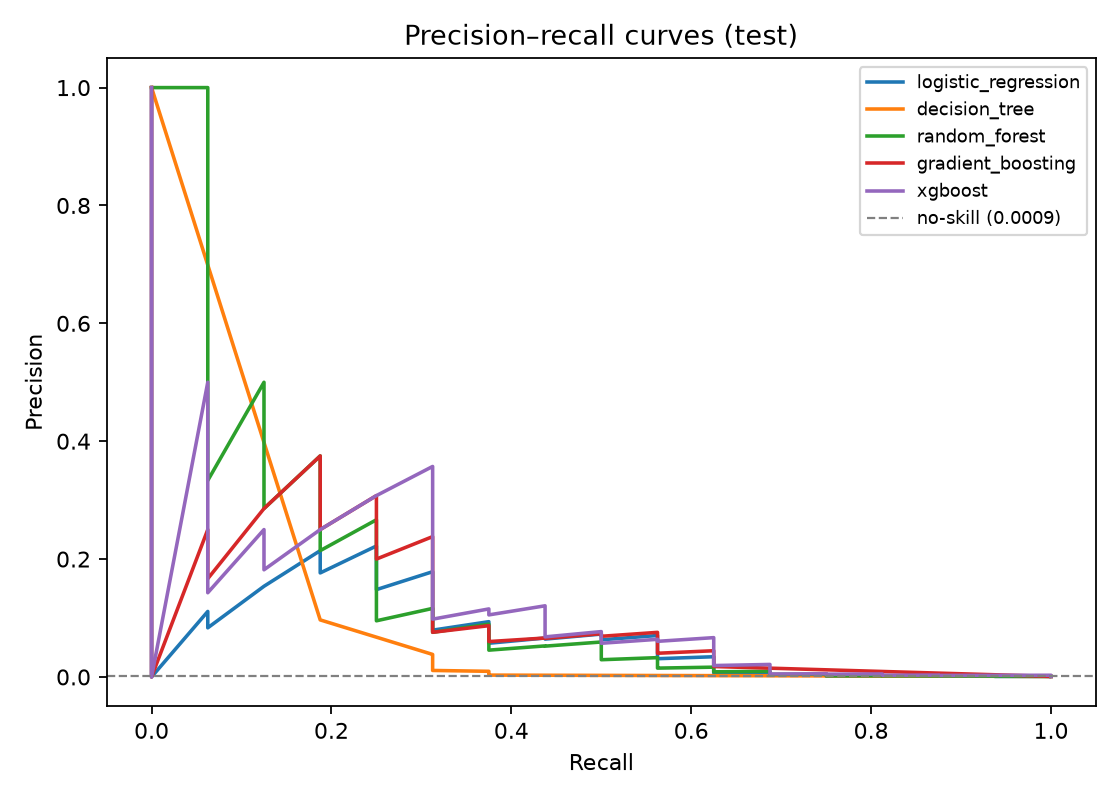 Precision–recall curves (test)
logistic_regression
decision_tree
random_forest
gradient_boosting
xgboost
no-skill (0.0009)
Precision
1.0
0.8
0.6
0.4
0.2
0.0
0.0 0.2 0.4 0.6 0.8 1.0
Recall